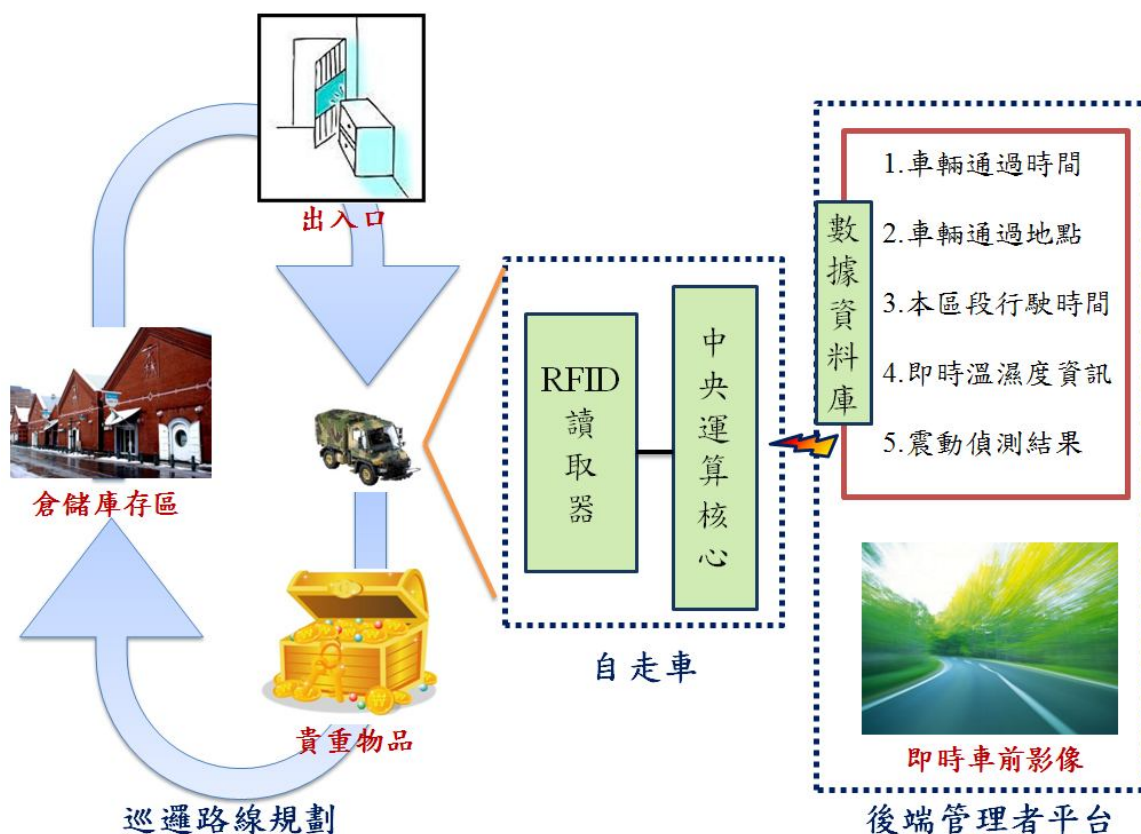 出入口
倉儲庫存區
貴重物品
巡邏路線規劃
RFID
讀取器
中央運算核心
自走車
數據資料庫
1.車輛通過時間
2.車輛通過地點
3.本區段行駛時間
4.即時溫濕度資訊
5.震動偵測結果
即時車前影像
後端管理者平台